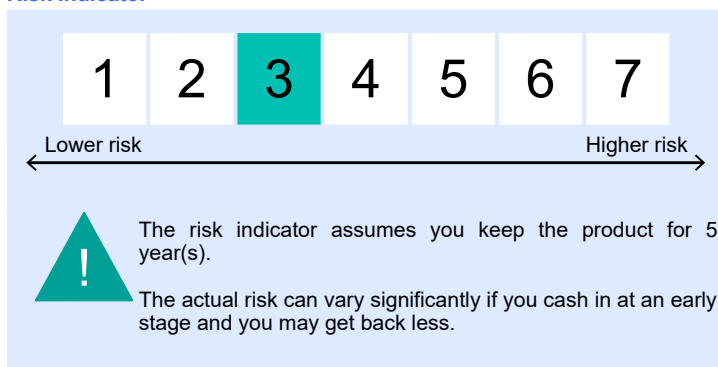 Risk Indicator
1 2 3 4 5 6 7
Lower risk Higher risk
!
The risk indicator assumes you keep the product for 5
year(s).
The actual risk can vary significantly if you cash in at an early
stage and you may get back less.